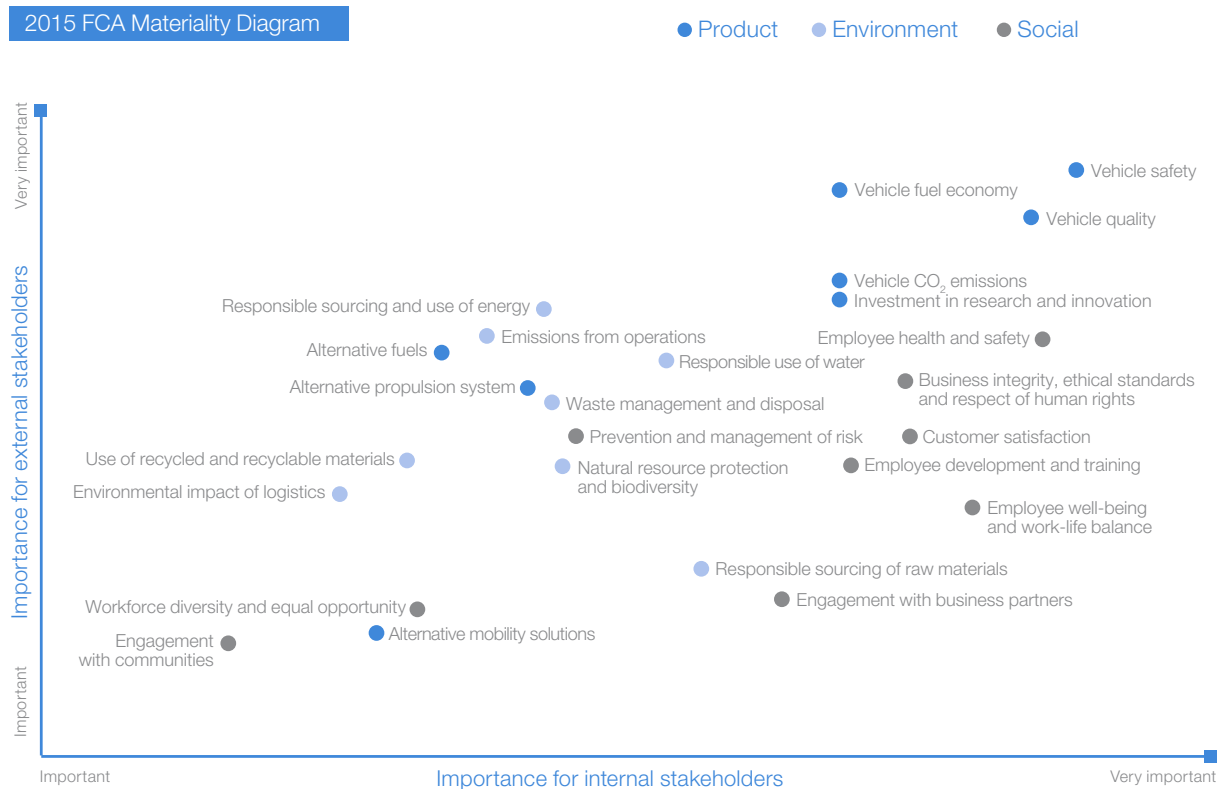 2015 FCA Materiality Diagram
Product
Environment
Social
Very important
Importance for external stakeholders
Important
Vehicle safety
Vehicle fuel economy
Vehicle quality
Vehicle CO₂ emissions
Investment in research and innovation
Responsible sourcing and use of energy
Emissions from operations
Employee health and safety
Alternative fuels
Responsible use of water
Alternative propulsion system
Business integrity, ethical standards
and respect of human rights
Waste management and disposal
Prevention and management of risk
Customer satisfaction
Use of recycled and recyclable materials
Natural resource protection
and biodiversity
Employee development and training
Environmental impact of logistics
Employee well-being
and work-life balance
Responsible sourcing of raw materials
Engagement with business partners
Workforce diversity and equal opportunity
Alternative mobility solutions
Engagement
with communities
Important
Importance for internal stakeholders
Very important